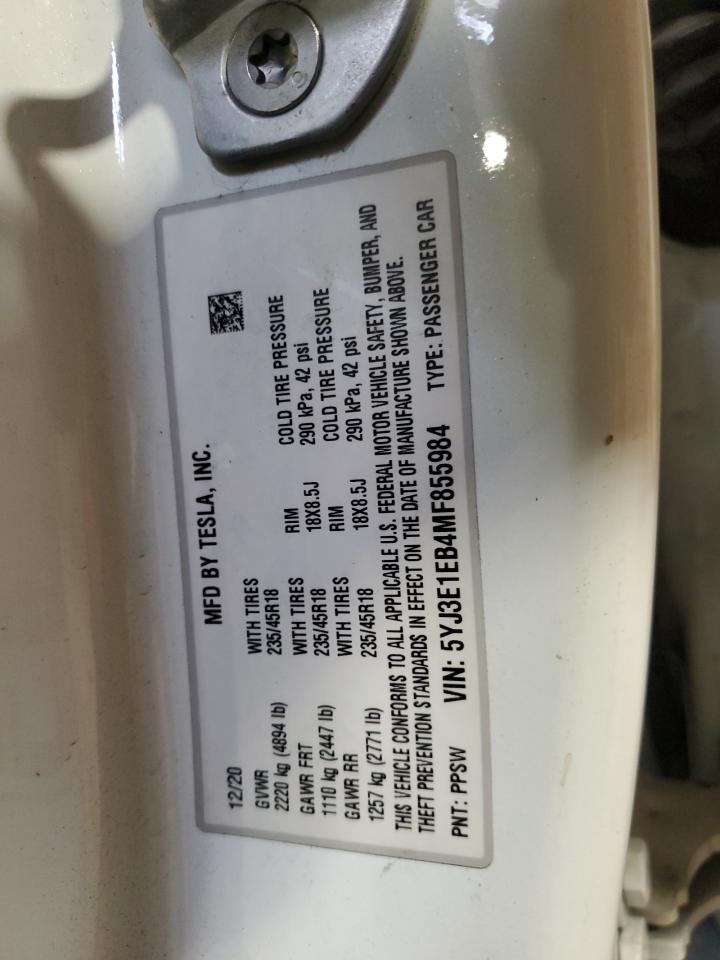 MFD BY TESLA, INC.
12/20
GVWR WITH TIRES COLD TIRE PRESSURE
2220 kg (4894 lb) 235/45R18 RIM 290 kPa, 42 psi
GAWR FRT WITH TIRES 18X8.5J COLD TIRE PRESSURE
1110 kg (2447 lb) 235/45R18 RIM 290 kPa, 42 psi
GAWR RR WITH TIRES 18X8.5J
1257 kg (2771 lb) 235/45R18
THIS VEHICLE CONFORMS TO ALL APPLICABLE U.S. FEDERAL MOTOR VEHICLE SAFETY, BUMPER, AND
THEFT PREVENTION STANDARDS IN EFFECT ON THE DATE OF MANUFACTURE SHOWN ABOVE.
PNT: PPSW VIN: 5YJ3E1EB4MF855984 TYPE: PASSENGER CAR